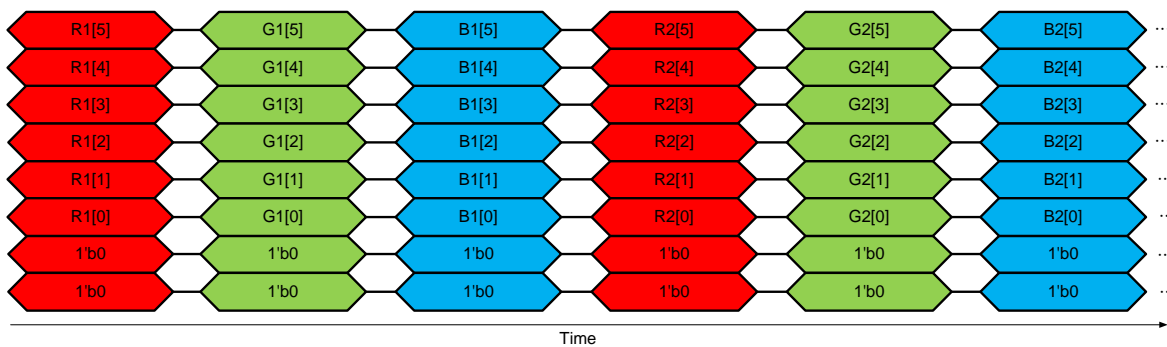 R1[5] G1[5] B1[5] R2[5] G2[5] B2[5] ...
R1[4] G1[4] B1[4] R2[4] G2[4] B2[4] ...
R1[3] G1[3] B1[3] R2[3] G2[3] B2[3] ...
R1[2] G1[2] B1[2] R2[2] G2[2] B2[2] ...
R1[1] G1[1] B1[1] R2[1] G2[1] B2[1] ...
R1[0] G1[0] B1[0] R2[0] G2[0] B2[0] ...
1'b0 1'b0 1'b0 1'b0 1'b0 1'b0 ...
1'b0 1'b0 1'b0 1'b0 1'b0 1'b0 ...
Time